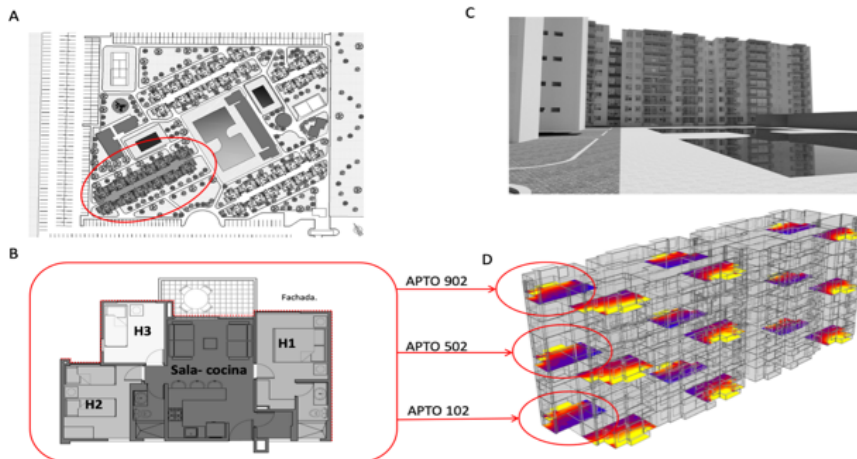 A
C
B
D
APTO 902
Fachada.
H3
H1
APTO 502
Sala- cocina
H2
APTO 102